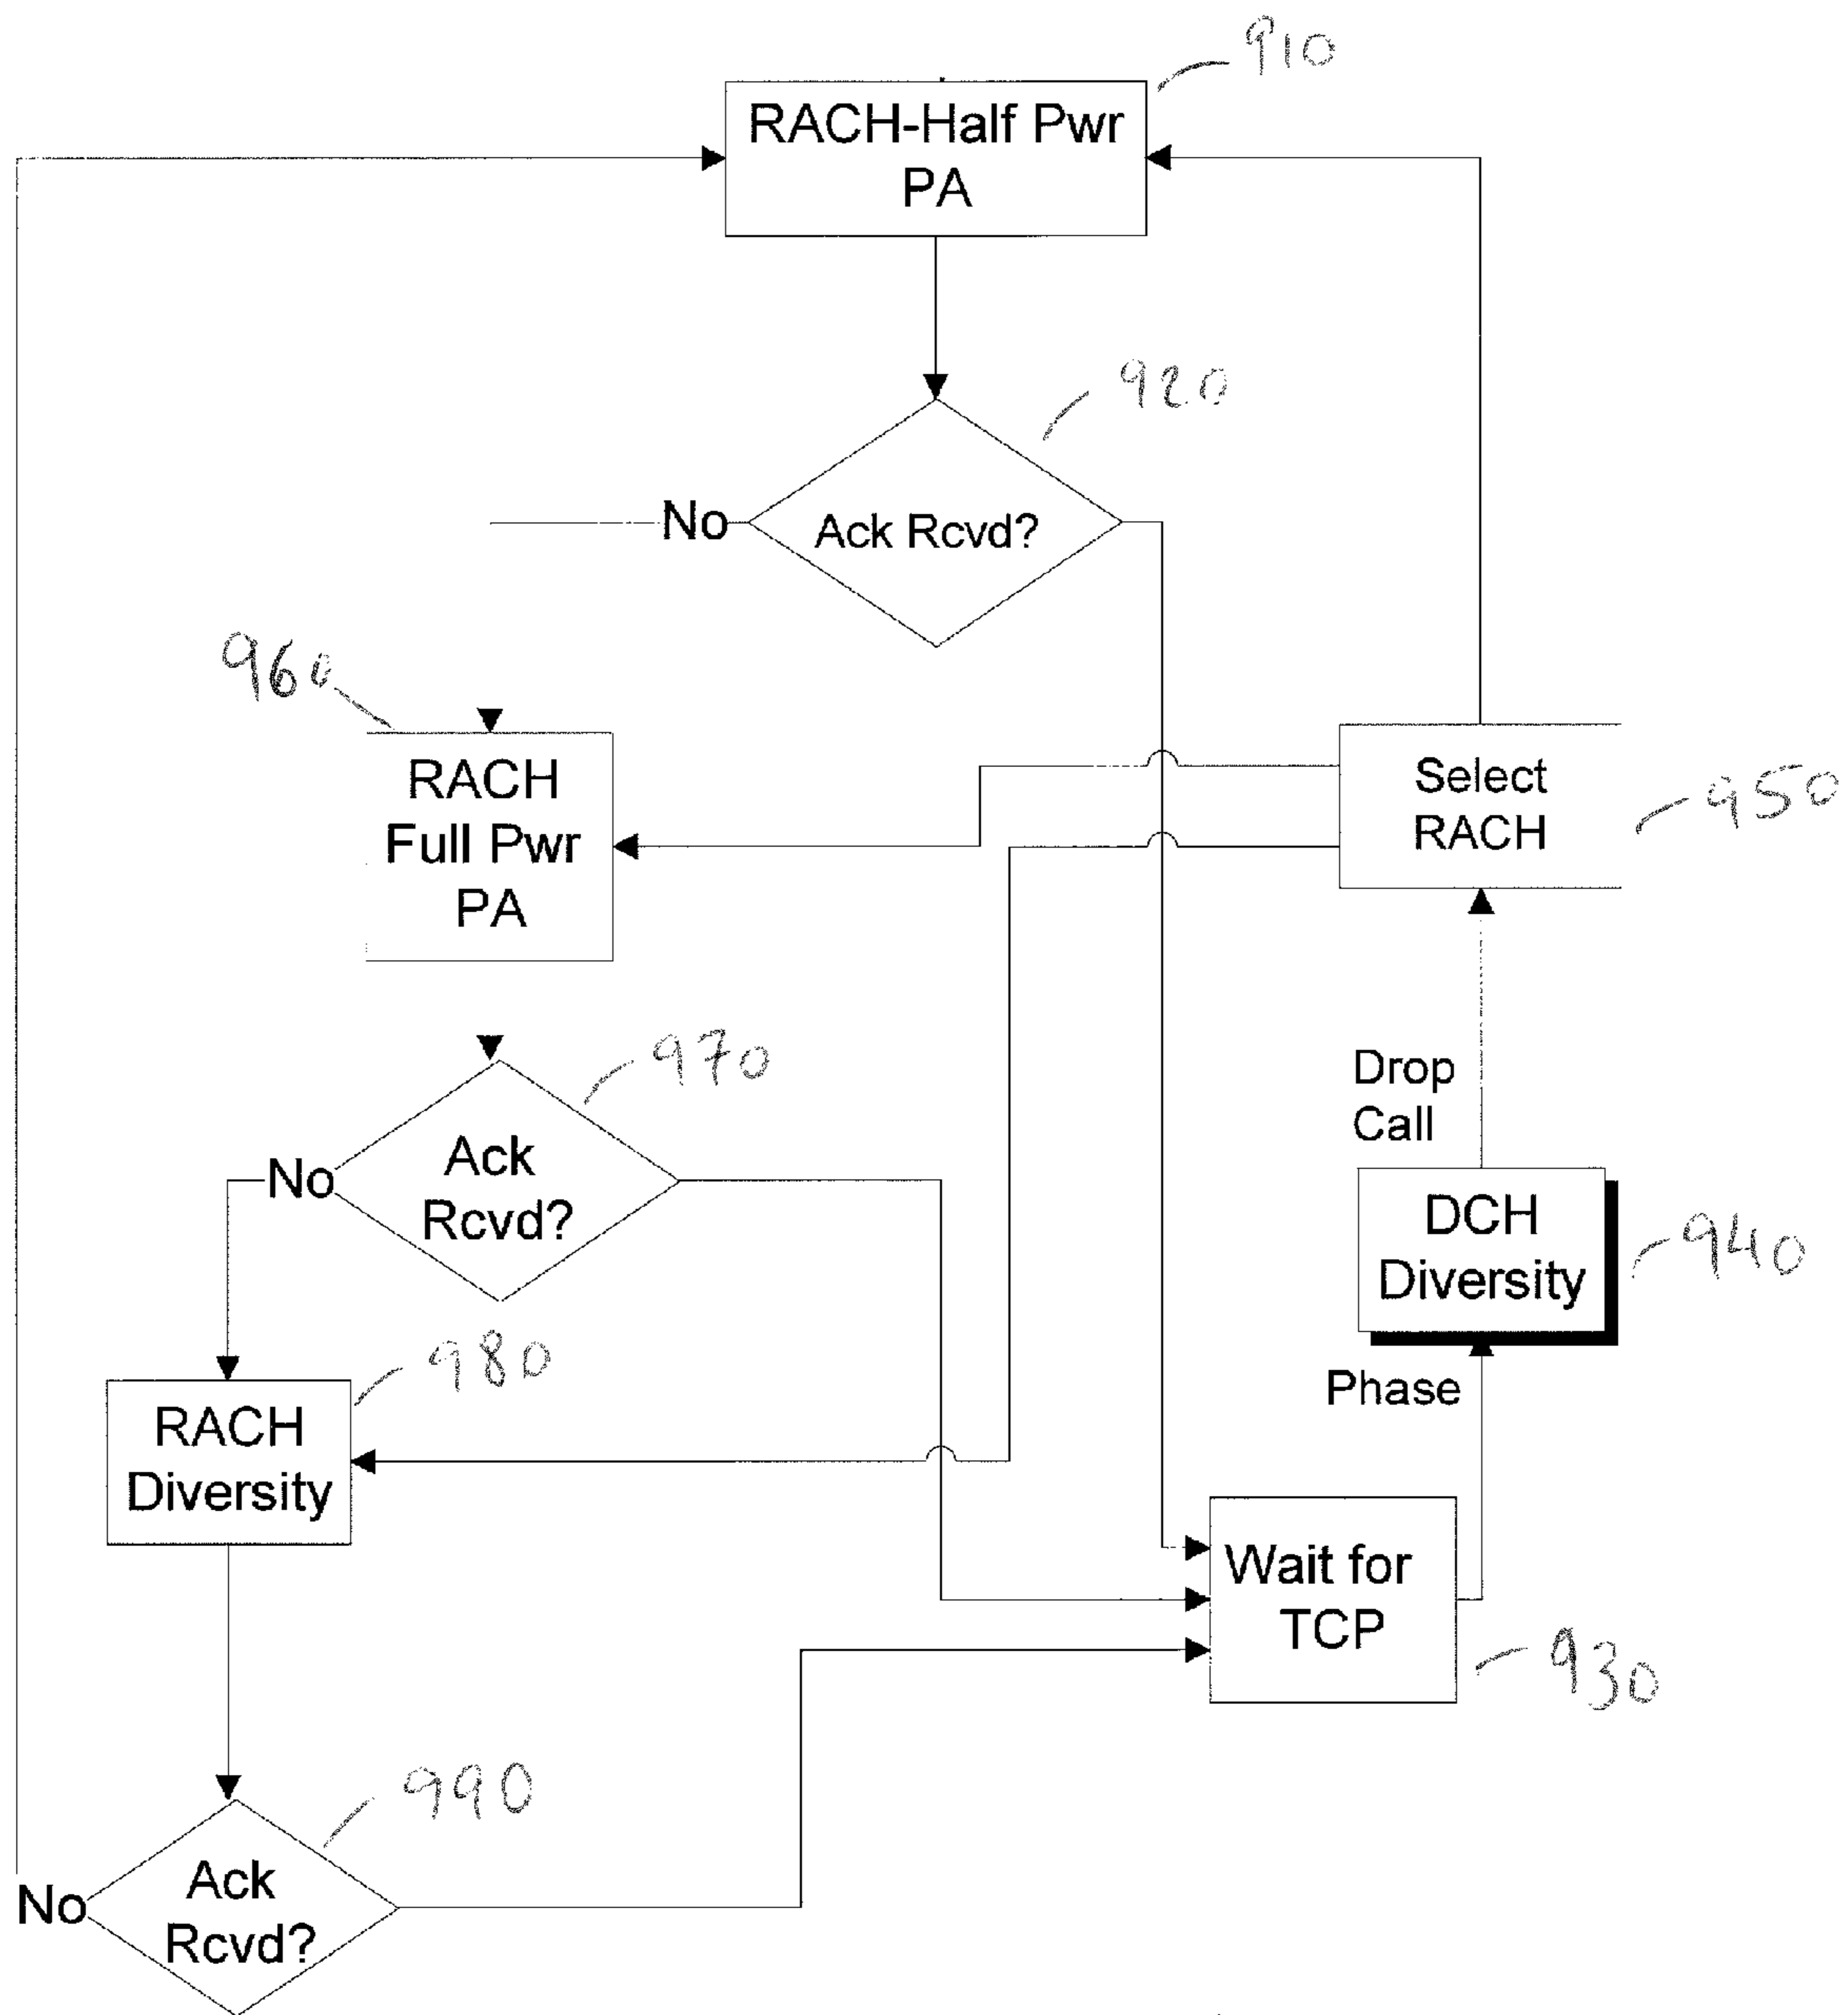 910
RACH-Half Pwr
PA
920
No
Ack Rcvd?
960
RACH
Full Pwr
PA
Select
RACH
950
970
Drop
Call
No
Ack
Rcvd?
DCH
Diversity
940
980
Phase
RACH
Diversity
Wait for
TCP
930
990
No
Ack
Rcvd?